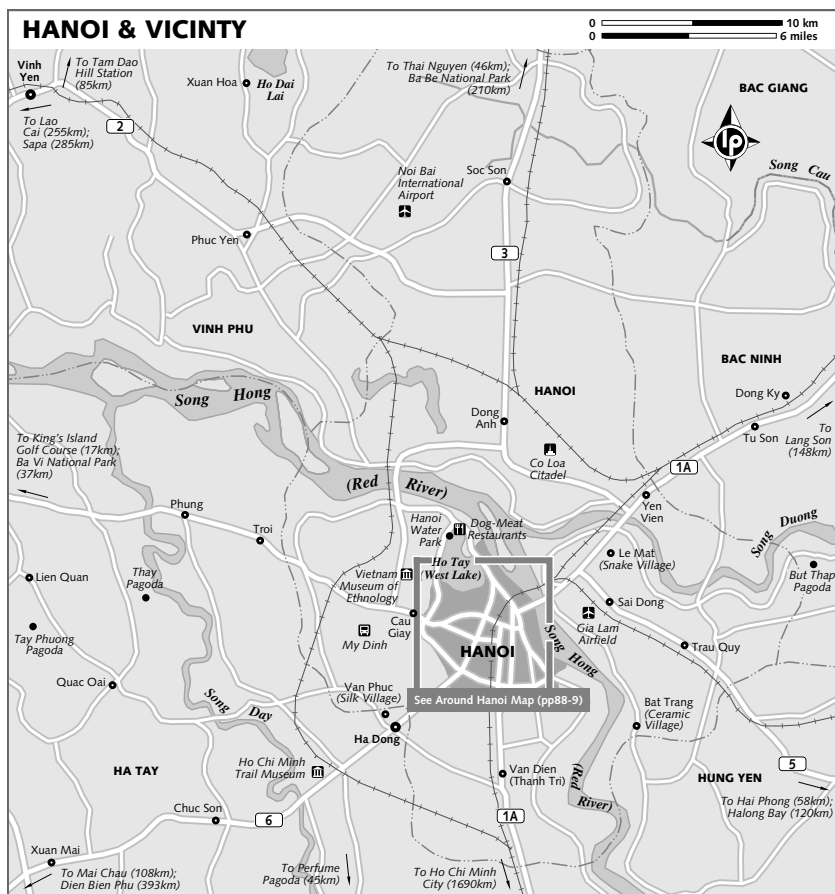 HANOI & VICINTY
0 10 km
0 6 miles
Vinh
Yen
To Tam Dao
Hill Station
(85km)
Xuan Hoa
Ho Dai
Lai
To Thai Nguyen (46km);
Ba Be National Park
(210km)
BAC GIANG
lp
To Lao
Cai (255km);
Sapa (285km)
2
Noi Bai
International
Airport
Soc Son
Song Cau
Phuc Yen
3
VINH PHU
BAC NINH
Song Hong
HANOI
Dong Ky
Dong
Anh
Tu Son
To
Lang Son
(148km)
To King's Island
Golf Course (17km);
Ba Vi National Park
(37km)
Co Loa
Citadel
1A
(Red River)
Yen
Vien
Phung
Troi
Hanoi
Water
Park
Dog-Meat
Restaurants
Song Duong
Le Mat
(Snake Village)
Lien Quan
Thay
Pagoda
Vietnam
Museum of
Ethnology
Ho Tay
(West Lake)
But Thap
Pagoda
Sai Dong
Tay Phuong
Pagoda
Cau
Giay
My Dinh
Gia Lam
Airfield
HANOI
Song Hong
Trau Quy
Quac Oai
Song Day
Van Phuc
(Silk Village)
See Around Hanoi Map (pp88-9)
Bat Trang
(Ceramic
Village)
Ha Dong
HA TAY
Ho Chi Minh
Trail Museum
Van Dien
(Thanh Tri)
(Red
River)
HUNG YEN
5
Chuc Son
6
1A
To Hai Phong (58km);
Halong Bay (120km)
Xuan Mai
To Mai Chau (108km);
Dien Bien Phu (393km)
To Perfume
Pagoda (45km)
To Ho Chi Minh
City (1690km)